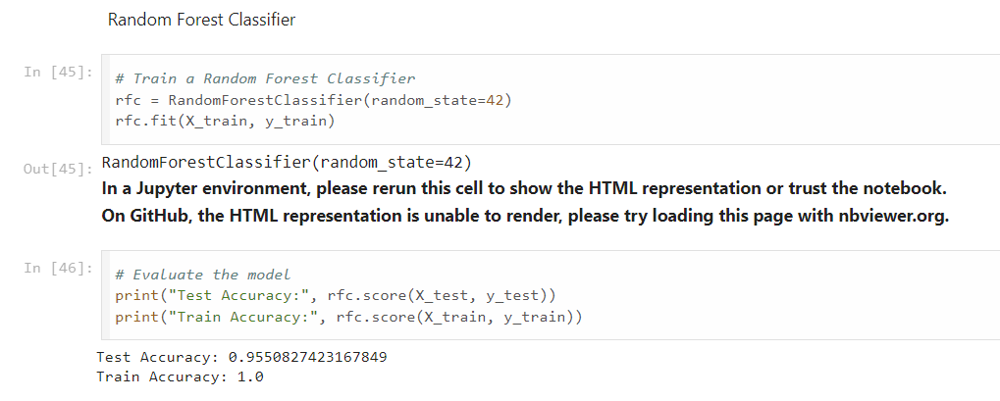 Random Forest Classifier
In [45]:
# Train a Random Forest Classifier
rfc = RandomForestClassifier(random_state=42)
rfc.fit(X_train, y_train)
Out[45]:
RandomForestClassifier(random_state=42)
In a Jupyter environment, please rerun this cell to show the HTML representation or trust the notebook.
On GitHub, the HTML representation is unable to render, please try loading this page with nbviewer.org.
In [46]:
# Evaluate the model
print("Test Accuracy:", rfc.score(X_test, y_test))
print("Train Accuracy:", rfc.score(X_train, y_train))
Test Accuracy: 0.9550827423167849
Train Accuracy: 1.0